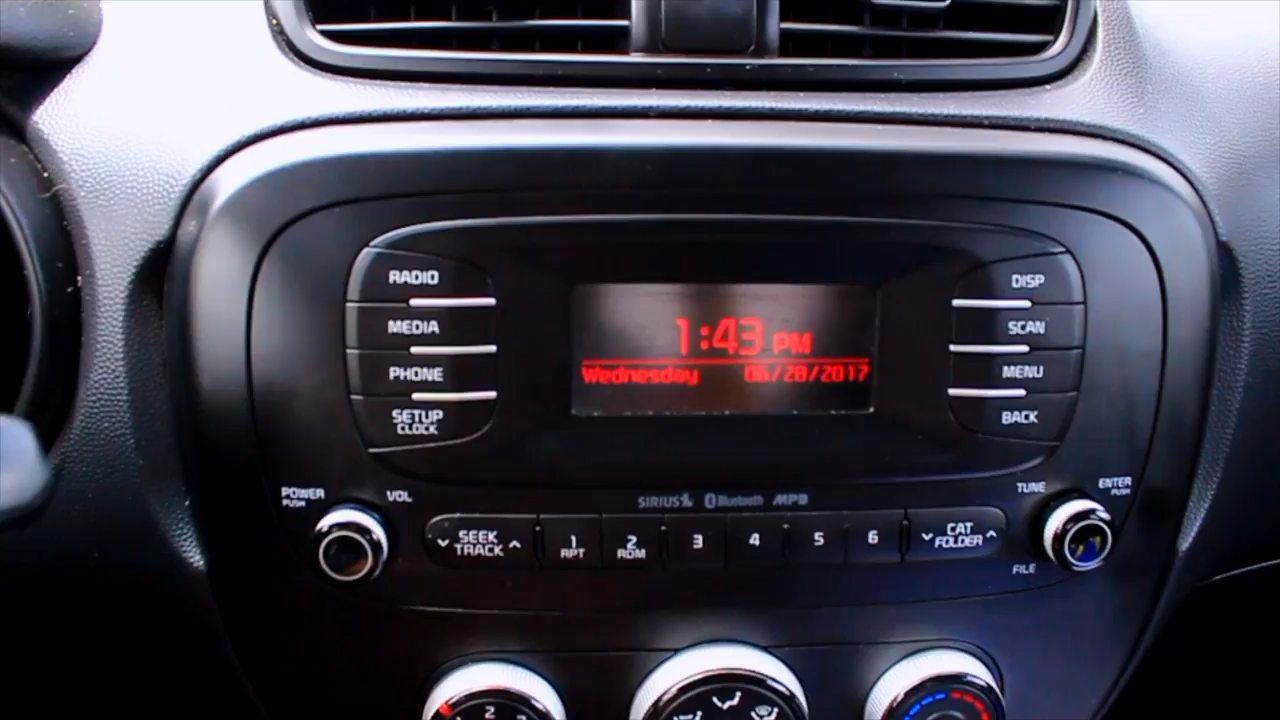 RADIO
MEDIA
PHONE
SETUP
CLOCK
1:43 PM
Wednesday 06/28/2017
DISP
SCAN
MENU
BACK
POWER
PUSH
VOL
SIRIUS Bluetooth MP3
TUNE
ENTER
PUSH
SEEK
TRACK
1
RPT
2
RDM
3
4
5
6
CAT
FOLDER
FILE
2
3